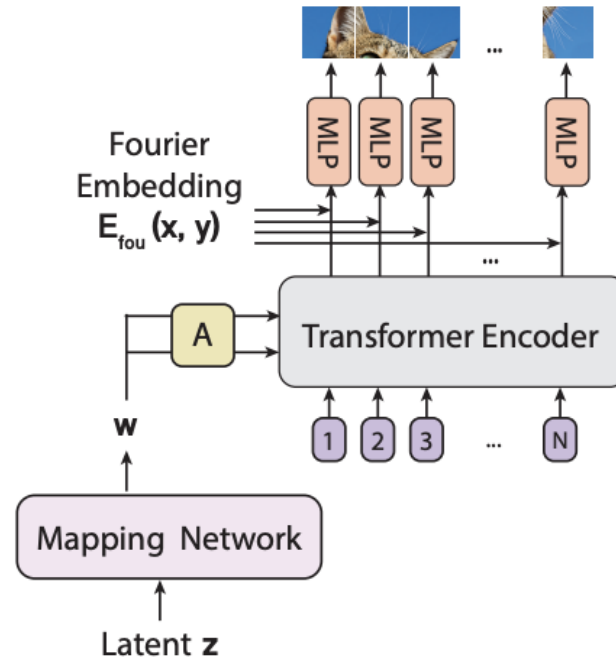 ...
MLP MLP MLP MLP
Fourier
Embedding
E_fou (x, y)
...
A
Transformer Encoder
w
1 2 3 ... N
Mapping Network
Latent z